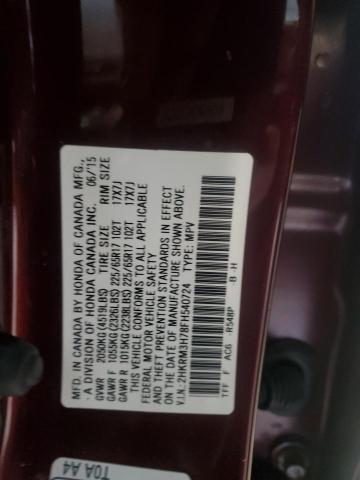 MFD. IN CANADA BY HONDA OF CANADA MFG.,
A DIVISION OF HONDA CANADA INC. 06/15
GVWR 2050KG(4519LBS) TIRE SIZE RIM SIZE
GAWR F 1055KG(2326LBS) 225/65R17 102T 17X7J
GAWR R 1015KG(2238LBS) 225/65R17 102T 17X7J
THIS VEHICLE CONFORMS TO ALL APPLICABLE
FEDERAL MOTOR VEHICLE SAFETY
AND THEFT PREVENTION STANDARDS IN EFFECT
ON THE DATE OF MANUFACTURE SHOWN ABOVE.
V.I.N.:2HKRM3H78FH540724 TYPE: MPV
TFF F AC6 -R548P -B -H
T0A A4